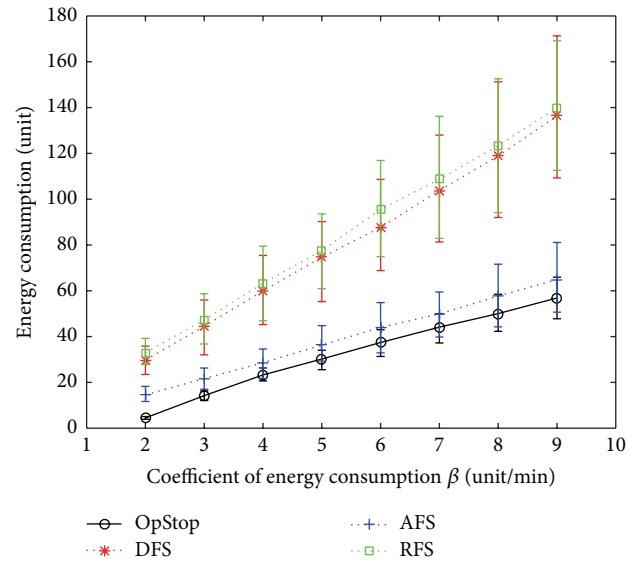 180
160
140
120
100
80
60
40
20
0
Energy consumption (unit)
1 2 3 4 5 6 7 8 9 10
Coefficient of energy consumption β (unit/min)
OpStop AFS
DFS RFS